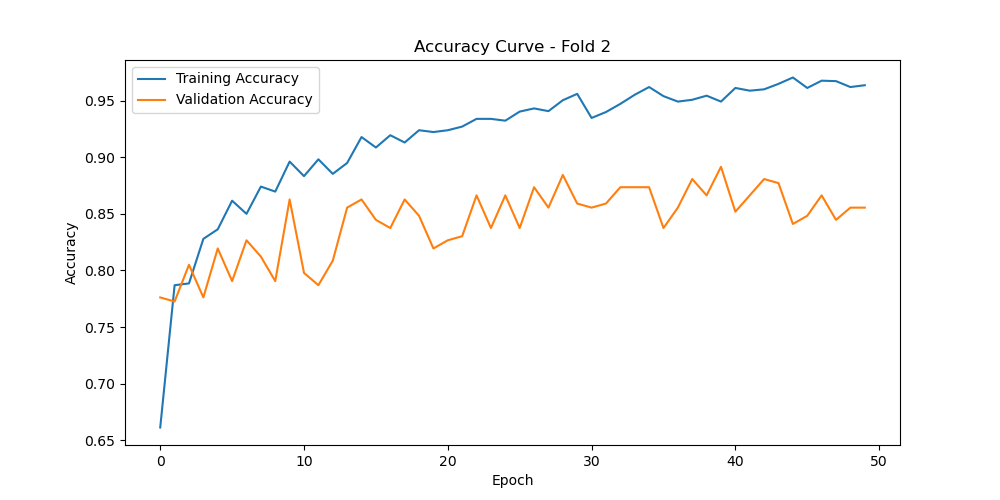 Accuracy Curve - Fold 2
Training Accuracy
Validation Accuracy
Accuracy
0.95
0.90
0.85
0.80
0.75
0.70
0.65
0 10 20 30 40 50
Epoch